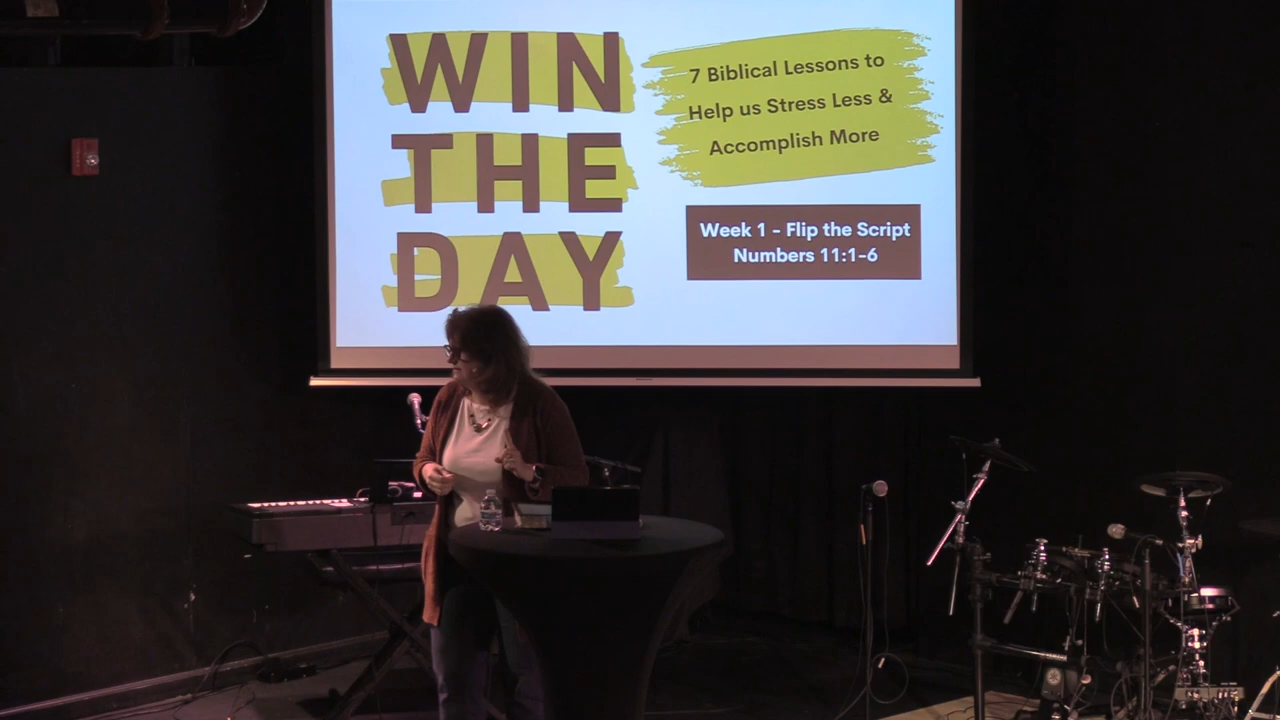 WIN
THE
DAY
7 Biblical Lessons to
Help us Stress Less &
Accomplish More
Week 1 - Flip the Script
Numbers 11:1-6